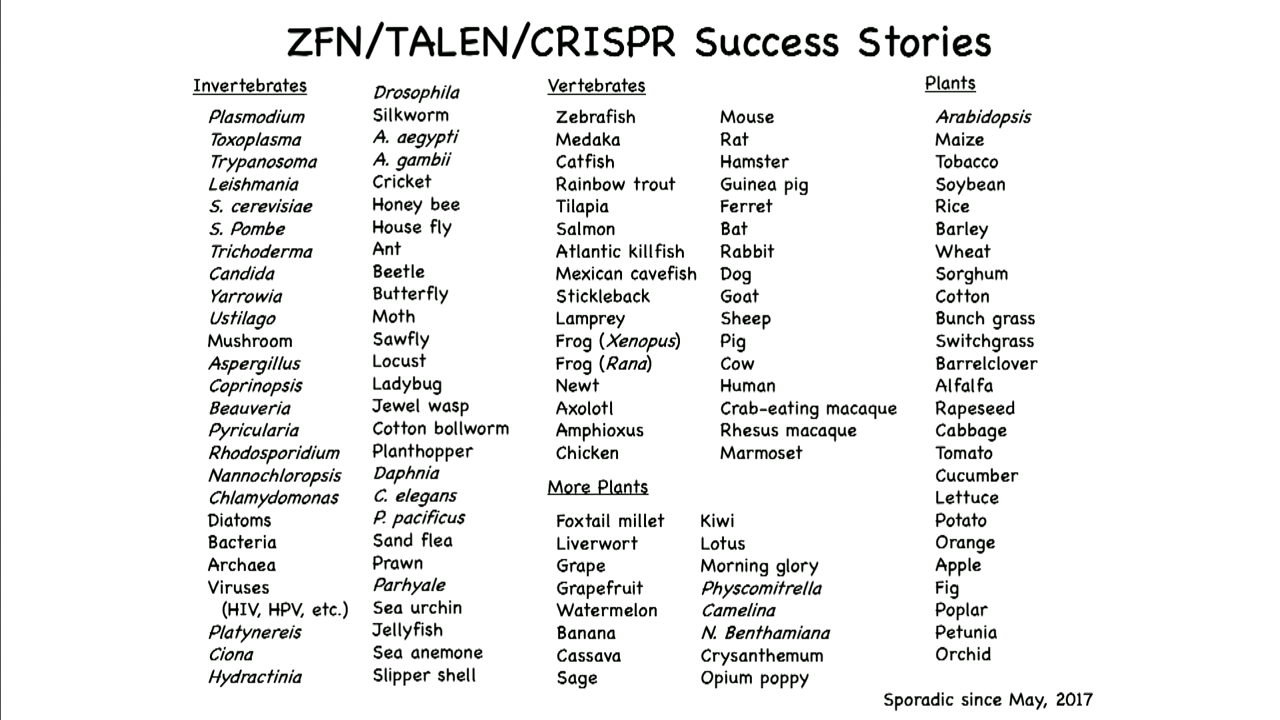 ZFN/TALEN/CRISPR Success Stories
Invertebrates
Plasmodium
Toxoplasma
Trypanosoma
Leishmania
S. cerevisiae
S. Pombe
Trichoderma
Candida
Yarrowia
Ustilago
Mushroom
Aspergillus
Coprinopsis
Beauveria
Pyricularia
Rhodosporidium
Nannochloropsis
Chlamydomonas
Diatoms
Bacteria
Archaea
Viruses
(HIV, HPV, etc.)
Platynereis
Ciona
Hydractinia
Drosophila
Silkworm
A. aegypti
A. gambii
Cricket
Honey bee
House fly
Ant
Beetle
Butterfly
Moth
Sawfly
Locust
Ladybug
Jewel wasp
Cotton bollworm
Planthopper
Daphnia
C. elegans
P. pacificus
Sand flea
Prawn
Parhyale
Sea urchin
Jellyfish
Sea anemone
Slipper shell
Vertebrates
Zebrafish
Medaka
Catfish
Rainbow trout
Tilapia
Salmon
Atlantic killfish
Mexican cavefish
Stickleback
Lamprey
Frog (Xenopus)
Frog (Rana)
Newt
Axolotl
Amphioxus
Chicken
Mouse
Rat
Hamster
Guinea pig
Ferret
Bat
Rabbit
Dog
Goat
Sheep
Pig
Cow
Human
Crab-eating macaque
Rhesus macaque
Marmoset
More Plants
Foxtail millet
Liverwort
Grape
Grapefruit
Watermelon
Banana
Cassava
Sage
Kiwi
Lotus
Morning glory
Physcomitrella
Camelina
N. Benthamiana
Crysanthemum
Opium poppy
Plants
Arabidopsis
Maize
Tobacco
Soybean
Rice
Barley
Wheat
Sorghum
Cotton
Bunch grass
Switchgrass
Barrelclover
Alfalfa
Rapeseed
Cabbage
Tomato
Cucumber
Lettuce
Potato
Orange
Apple
Fig
Poplar
Petunia
Orchid
Sporadic since May, 2017